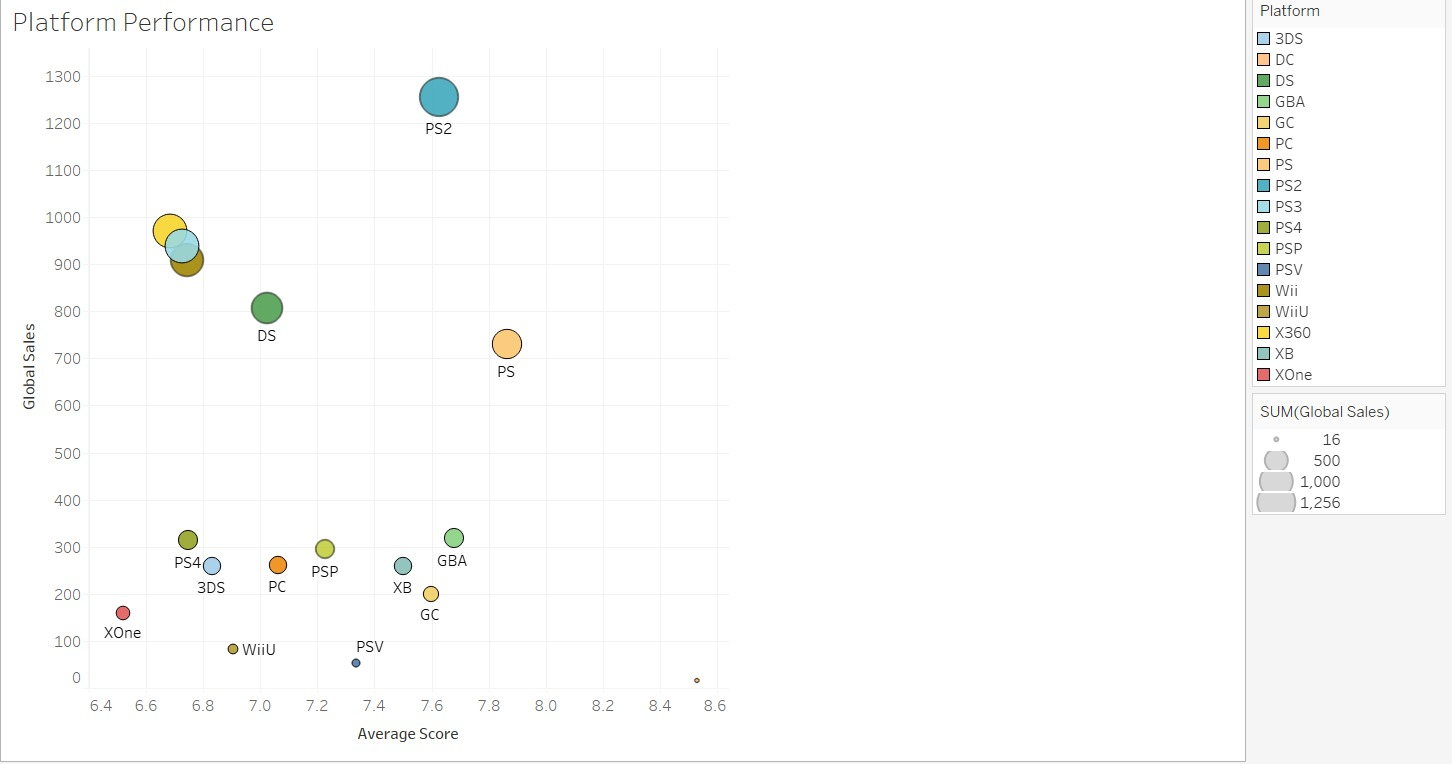 Platform Performance
1300
1200
1100
1000
900
800
700
600
500
400
300
200
100
0
Global Sales
PS2
DS
PS
PS4
3DS
PC
PSP
XB
GBA
GC
XOne
WiiU
PSV
6.4 6.6 6.8 7.0 7.2 7.4 7.6 7.8 8.0 8.2 8.4 8.6
Average Score
Platform
3DS
DC
DS
GBA
GC
PC
PS
PS2
PS3
PS4
PSP
PSV
Wii
WiiU
X360
XB
XOne
SUM(Global Sales)
16
500
1,000
1,256